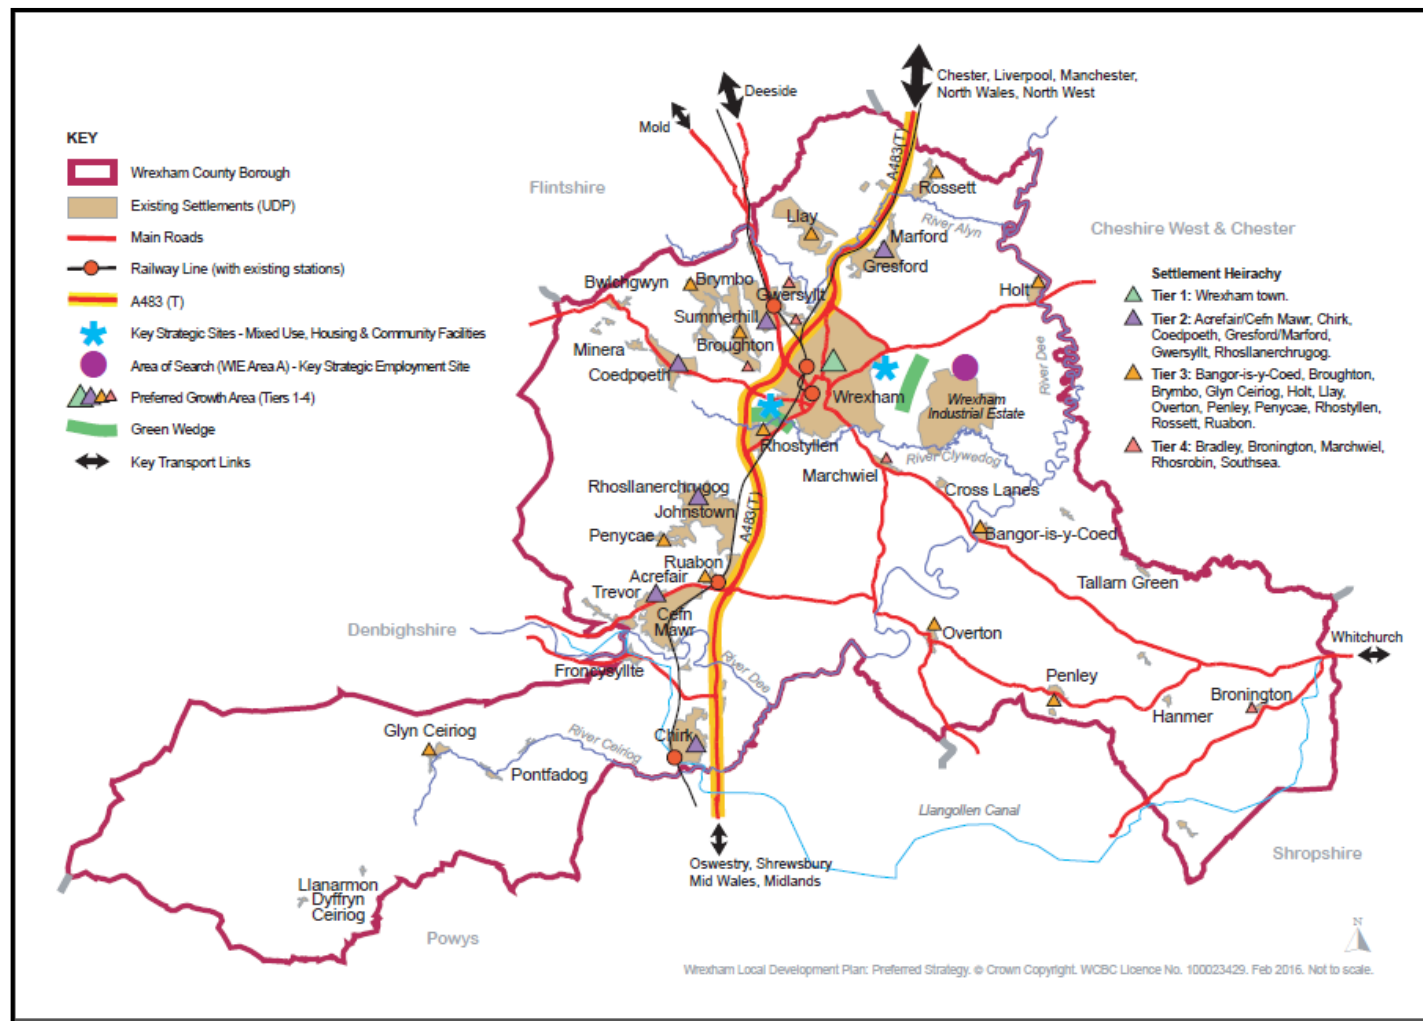 Chester, Liverpool, Manchester,
North Wales, North West
Deeside
Mold
KEY
Wrexham County Borough
Existing Settlements (UDP)
Main Roads
Railway Line (with existing stations)
A483 (T)
Key Strategic Sites - Mixed Use, Housing & Community Facilities
Area of Search (WIE Area A) - Key Strategic Employment Site
Preferred Growth Area (Tiers 1-4)
Green Wedge
Key Transport Links
Flintshire
A483(T)
Rossett
Llay
River Alyn
Marford
Gresford
Cheshire West & Chester
Settlement Heirachy
Tier 1: Wrexham town.
Tier 2: Acrefair/Cefn Mawr, Chirk,
Coedpoeth, Gresford/Marford,
Gwersyllt, Rhosllanerchrugog.
Tier 3: Bangor-is-y-Coed, Broughton,
Brymbo, Glyn Ceiriog, Holt, Llay,
Overton, Penley, Penycae, Rhostyllen,
Rossett, Ruabon.
Tier 4: Bradley, Bronington, Marchwiel,
Rhosrobin, Southsea.
Bwlchgwyn
Brymbo
Gwersyllt
Holt
Summerhill
Minera
Broughton
Coedpoeth
River Dee
Wrexham
Wrexham
Industrial Estate
Rhostyllen
River Clywedog
Marchwiel
Cross Lanes
Rhosllanerchrugog
Johnstown
A483(T)
Penycae
Bangor-is-y-Coed
Ruabon
Acrefair
Trevor
Tallarn Green
Cefn
Mawr
Denbighshire
Overton
Whitchurch
Froncysyllte
River Dee
Penley
Bronington
Hanmer
Glyn Ceiriog
River Ceiriog
Chirk
Pontfadog
Llangollen Canal
Shropshire
Oswestry, Shrewsbury
Mid Wales, Midlands
Llanarmon
Dyffryn
Ceiriog
Powys
N
Wrexham Local Development Plan: Preferred Strategy. © Crown Copyright. WCBC Licence No. 100023429. Feb 2016. Not to scale.